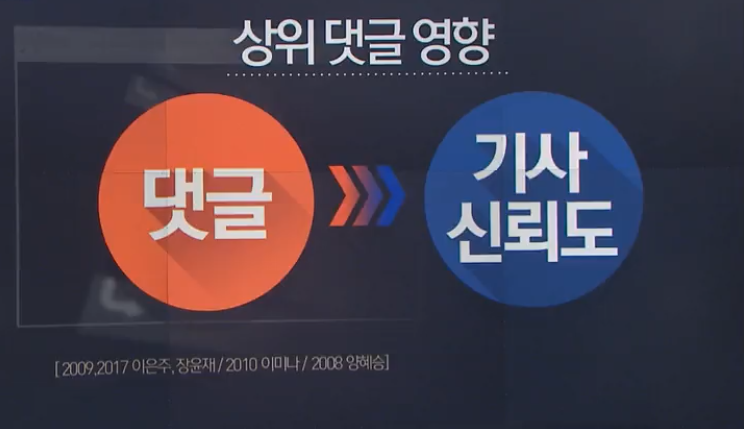 상위 댓글 영향
댓글
기사
신뢰도
[ 2009,2017 이은주, 장윤재 / 2010 이미나 / 2008 양혜승]